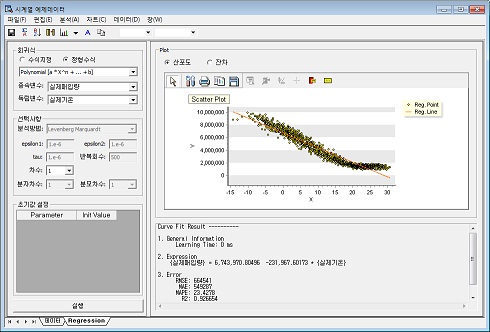 시계열 예제데이터
파일(F) 편집(E) 분석(A) 차트(C) 데이터(D) 창(W)
회귀식
수식지정 정형수식
Polynomial [a * X^n + ... +b]
종속변수: 실제폐입량
독립변수: 실제기온
선택사항
분석방법: Levenberg Marquardt
epsilon1: 1.e-6 epsilon2: 1.e-6
tau: 1.e-6 반복회수: 500
차수: 1
분자차수: 1 분모차수: 1
초기값 설정
Parameter Init Value
실행
데이터 Regression
Plot
산포도 잔차
Scatter Plot
Reg. Point
Reg. Line
10,000,000
8,000,000
6,000,000
4,000,000
2,000,000
0
Y
-15 -10 -5 0 5 10 15 20 25 30
X
Curve Fit Result ----------
1. General Information
Learning Time: 0 ms
2. Expression
{실제폐입량} = 6,743,970.80496 -231,967.60173 * {실제기온}
3. Error
RMSE: 664541
MAE: 549287
MAPE: 23.4278
R2: 0.926654